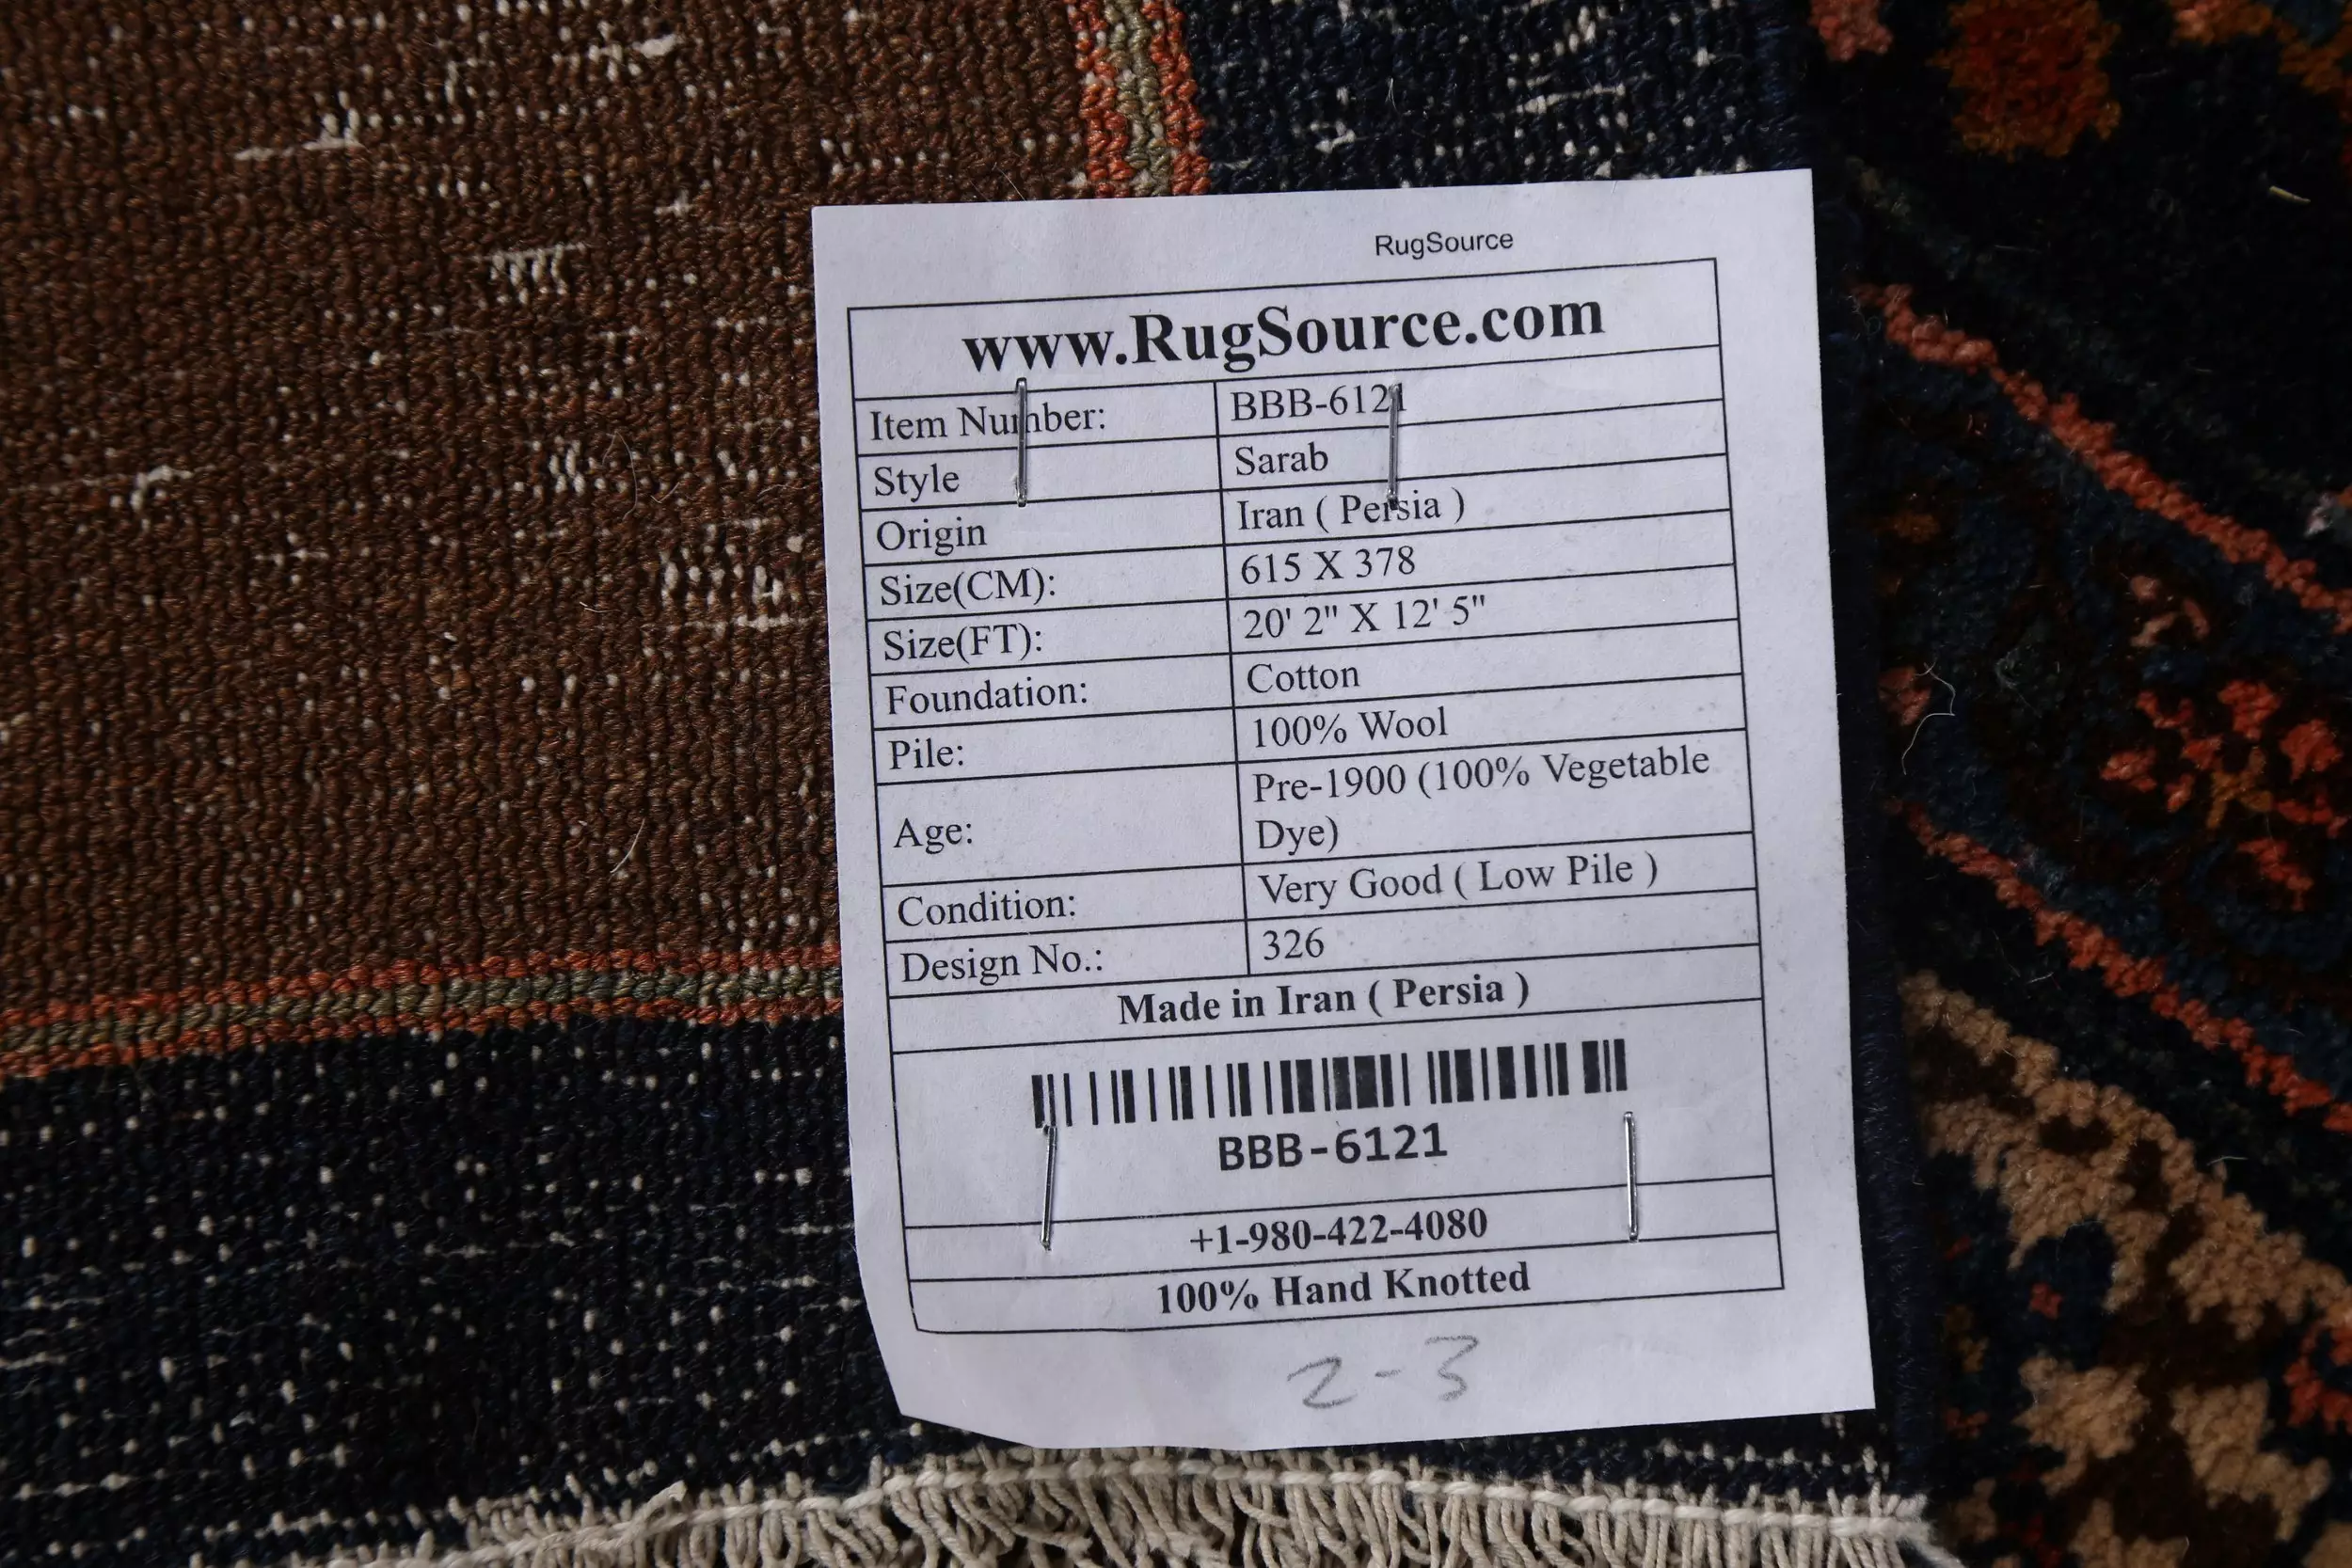 RugSource
www.RugSource.com
Item Number: BBB-6121
Style Sarab
Origin Iran ( Persia )
Size(CM): 615 X 378
Size(FT): 20' 2" X 12' 5"
Foundation: Cotton
Pile: 100% Wool
Age: Pre-1900 (100% Vegetable
Dye)
Condition: Very Good ( Low Pile )
Design No.: 326
Made in Iran ( Persia )
BBB-6121
+1-980-422-4080
100% Hand Knotted
2-3